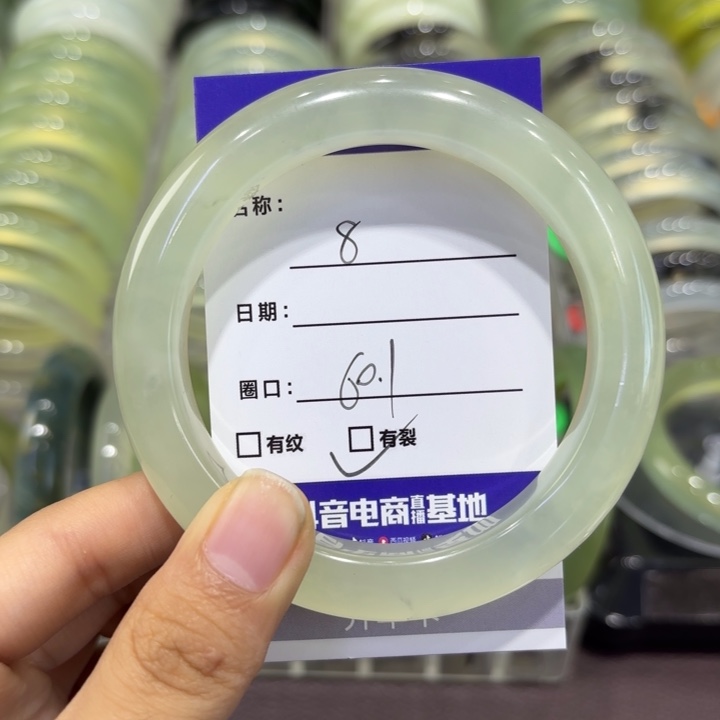 名称:
8
日期:
圈口: 60.1
有纹 有裂
抖音电商直播基地